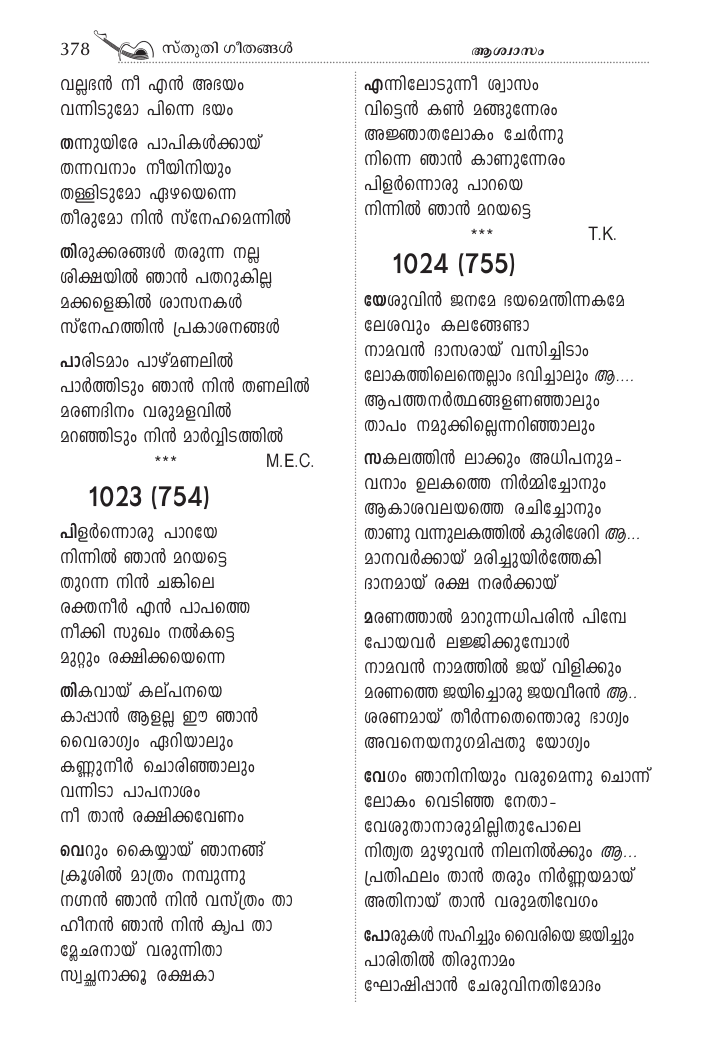 378 സ്തുതി ഗീതങ്ങൾ ആശ്വാസം
വല്ലഭൻ നീ എൻ അഭയം
വന്നിടുമോ പിന്നെ ഭയം
തന്നുയിരേ പാപികൾക്കായ്
തന്നവനാം നീയിനിയും
തള്ളിടുമോ ഏഴയെന്നെ
തീരുമോ നിൻ സ്നേഹമെന്നിൽ
തിരുക്കരങ്ങൾ തരുന്ന നല്ല
ശിക്ഷയിൽ ഞാൻ പതറുകില്ല
മക്കളെങ്കിൽ ശാസനകൾ
സ്നേഹത്തിൻ പ്രകാശനങ്ങൾ
പാരിടമാം പാഴ്മണലിൽ
പാർത്തിടും ഞാൻ നിൻ തണലിൽ
മരണദിനം വരുമളവിൽ
മറഞ്ഞിടും നിൻ മാർവ്വിടത്തിൽ
*** M.E.C.
1023 (754)
പിളർന്നൊരു പാറയേ
നിന്നിൽ ഞാൻ മറയട്ടെ
തുറന്ന നിൻ ചങ്കിലെ
രക്തനീർ എൻ പാപത്തെ
നീക്കി സുഖം നൽകട്ടെ
മുറ്റും രക്ഷിക്കയെന്നെ
തികവായ് കല്പനയെ
കാപ്പാൻ ആളല്ല ഈ ഞാൻ
വൈരാഗ്യം ഏറിയാലും
കണ്ണുനീർ ചൊരിഞ്ഞാലും
വന്നിടാ പാപനാശം
നീ താൻ രക്ഷിക്കവേണം
വെറും കൈയ്യായ് ഞാനങ്ങ്
ക്രൂശിൽ മാത്രം നമ്പുന്നു
നഗ്നൻ ഞാൻ നിൻ വസ്ത്രം താ
ഹീനൻ ഞാൻ നിൻ കൃപ താ
മ്ലേഛനായ് വരുന്നിതാ
സ്വച്ഛനാക്കൂ രക്ഷകാ
എന്നിലോടുന്നീ ശ്വാസം
വിട്ടെൻ കൺ മങ്ങുന്നേരം
അജ്ഞാതലോകം ചേർന്നു
നിന്നെ ഞാൻ കാണുന്നേരം
പിളർന്നൊരു പാറയെ
നിന്നിൽ ഞാൻ മറയട്ടെ
*** T.K.
1024 (755)
യേശുവിൻ ജനമേ ഭയമെന്തിന്നകമേ
ലേശവും കലങ്ങേണ്ടാ
നാമവൻ ദാസരായ് വസിച്ചിടാം
ലോകത്തിലെന്തെല്ലാം ഭവിച്ചാലും ആ....
ആപത്തനർത്ഥങ്ങളണഞ്ഞാലും
താപം നമുക്കില്ലെന്നറിഞ്ഞാലും
സകലത്തിൻ ലാക്കും അധിപനുമ-
വനാം ഉലകത്തെ നിർമ്മിച്ചോനും
ആകാശവലയത്തെ രചിച്ചോനും
താണു വന്നുലകത്തിൽ കുരിശേറി ആ...
മാനവർക്കായ് മരിച്ചുയിർത്തേകി
ദാനമായ് രക്ഷ നരർക്കായ്
മരണത്താൽ മാറുന്നധിപരിൻ പിമ്പേ
പോയവർ ലജ്ജിക്കുമ്പോൾ
നാമവൻ നാമത്തിൽ ജയ് വിളിക്കും
മരണത്തെ ജയിച്ചൊരു ജയവീരൻ ആ..
ശരണമായ് തീർന്നതെന്തൊരു ഭാഗ്യം
അവനെയനുഗമിപ്പതു യോഗ്യം
വേഗം ഞാനിനിയും വരുമെന്നു ചൊന്ന്
ലോകം വെടിഞ്ഞ നേതാ-
വേശുതാനാരുമില്ലിതുപോലെ
നിത്യത മുഴുവൻ നിലനിൽക്കും ആ...
പ്രതിഫലം താൻ തരും നിർണ്ണയമായ്
അതിനായ് താൻ വരുമതിവേഗം
പോരുകൾ സഹിച്ചും വൈരിയെ ജയിച്ചും
പാരിതിൽ തിരുനാമം
ഘോഷിപ്പാൻ ചേരുവിനതിമോദം